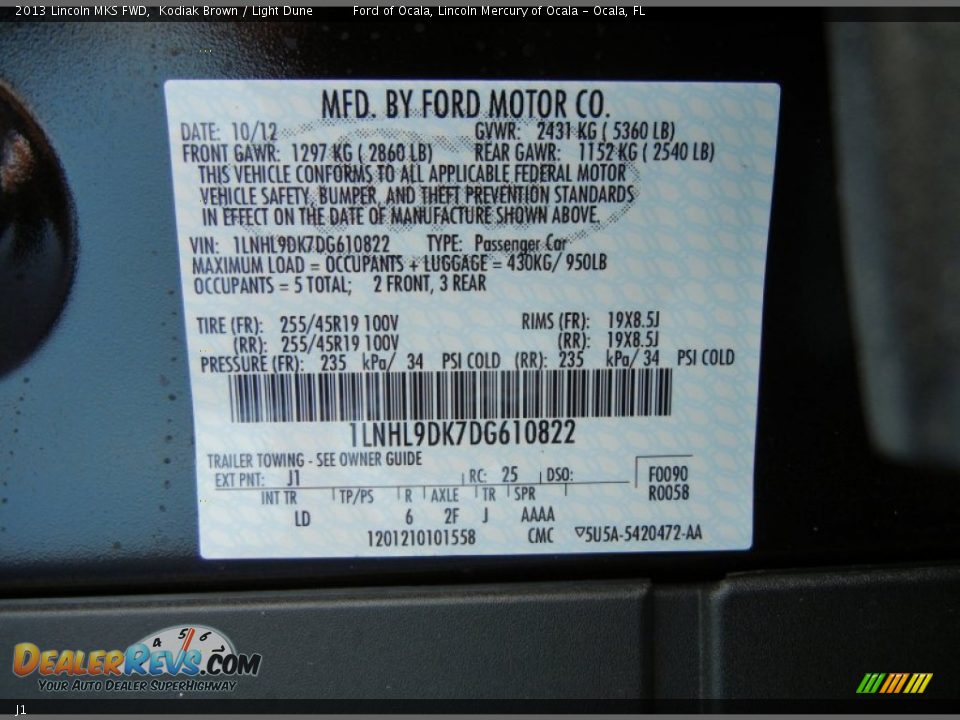 2013 Lincoln MKS FWD, Kodiak Brown / Light Dune Ford of Ocala, Lincoln Mercury of Ocala - Ocala, FL
MFD. BY FORD MOTOR CO.
DATE: 10/12 GVWR: 2431 KG ( 5360 LB)
FRONT GAWR: 1297 KG ( 2860 LB) REAR GAWR: 1152 KG ( 2540 LB)
THIS VEHICLE CONFORMS TO ALL APPLICABLE FEDERAL MOTOR
VEHICLE SAFETY, BUMPER, AND THEFT PREVENTION STANDARDS
IN EFFECT ON THE DATE OF MANUFACTURE SHOWN ABOVE.
VIN: 1LNHL9DK7DG610822 TYPE: Passenger Car
MAXIMUM LOAD = OCCUPANTS + LUGGAGE = 430KG/ 950LB
OCCUPANTS = 5 TOTAL; 2 FRONT, 3 REAR
TIRE (FR): 255/45R19 100V RIMS (FR): 19X8.5J
(RR): 255/45R19 100V (RR): 19X8.5J
PRESSURE (FR): 235 kPa/ 34 PSI COLD (RR): 235 kPa/ 34 PSI COLD
1LNHL9DK7DG610822
TRAILER TOWING - SEE OWNER GUIDE
EXT PNT: J1 RC: 25 DSO: F0090
R0058
INT TR TP/PS R AXLE TR SPR
LD 6 2F J AAAA
1201210101558 CMC ▽5U5A-5420472-AA
4 5 6
DEALERREVS.COM
YOUR AUTO DEALER SUPERHIGHWAY
J1